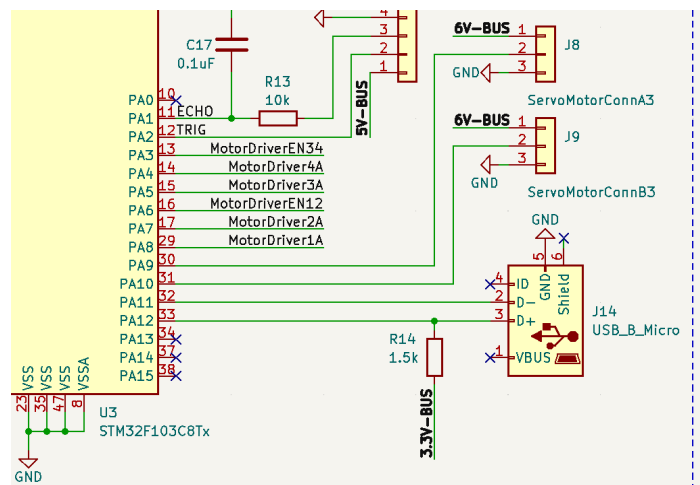 4
3
2
1
5V-BUS
C17
0.1uF
R13
10k
6V-BUS
1
2
3
GND
J8
ServoMotorConnA3
6V-BUS
1
2
3
GND
J9
ServoMotorConnB3
PA0 10
PA1 11 ECHO
PA2 12 TRIG
PA3 13 MotorDriverEN34
PA4 14 MotorDriver4A
PA5 15 MotorDriver3A
PA6 16 MotorDriverEN12
PA7 17 MotorDriver2A
PA8 29 MotorDriver1A
PA9 30
PA10 31
PA11 32
PA12 33
PA13 34
PA14 37
PA15 38
GND
5 6
GND Shield
4 ID
2 D-
3 D+
1 VBUS
J14
USB_B_Micro
R14
1.5k
3.3V-BUS
VSS VSS VSS VSSA
23 35 47 8
U3
STM32F103C8Tx
GND